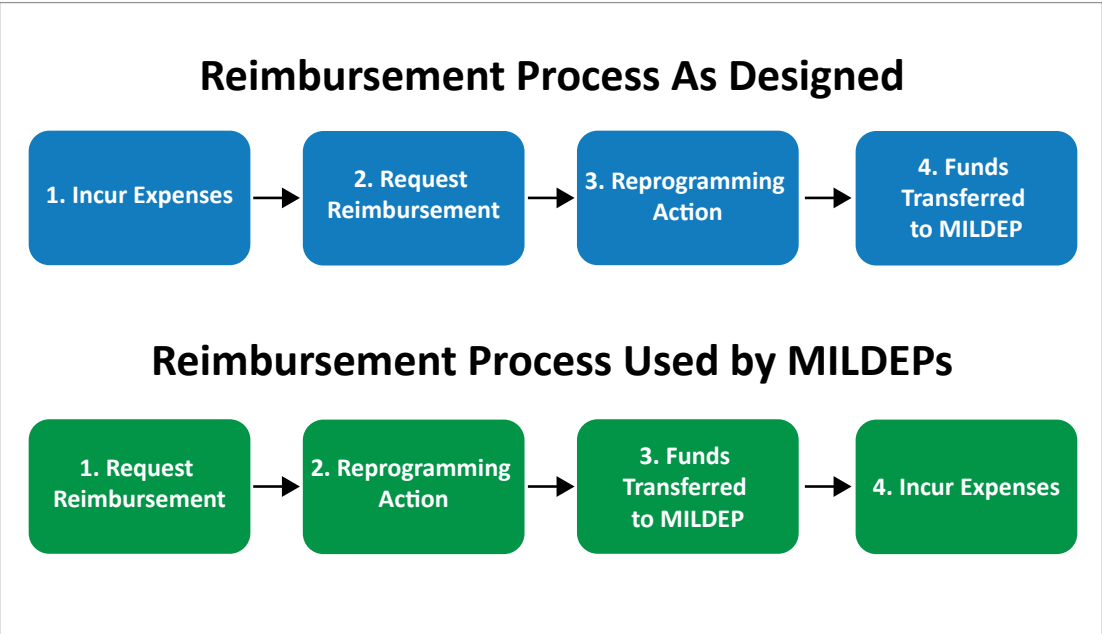 Reimbursement Process As Designed
1. Incur Expenses
2. Request
Reimbursement
3. Reprogramming
Action
4. Funds
Transferred
to MILDEP
Reimbursement Process Used by MILDEPs
1. Request
Reimbursement
2. Reprogramming
Action
3. Funds
Transferred
to MILDEP
4. Incur Expenses